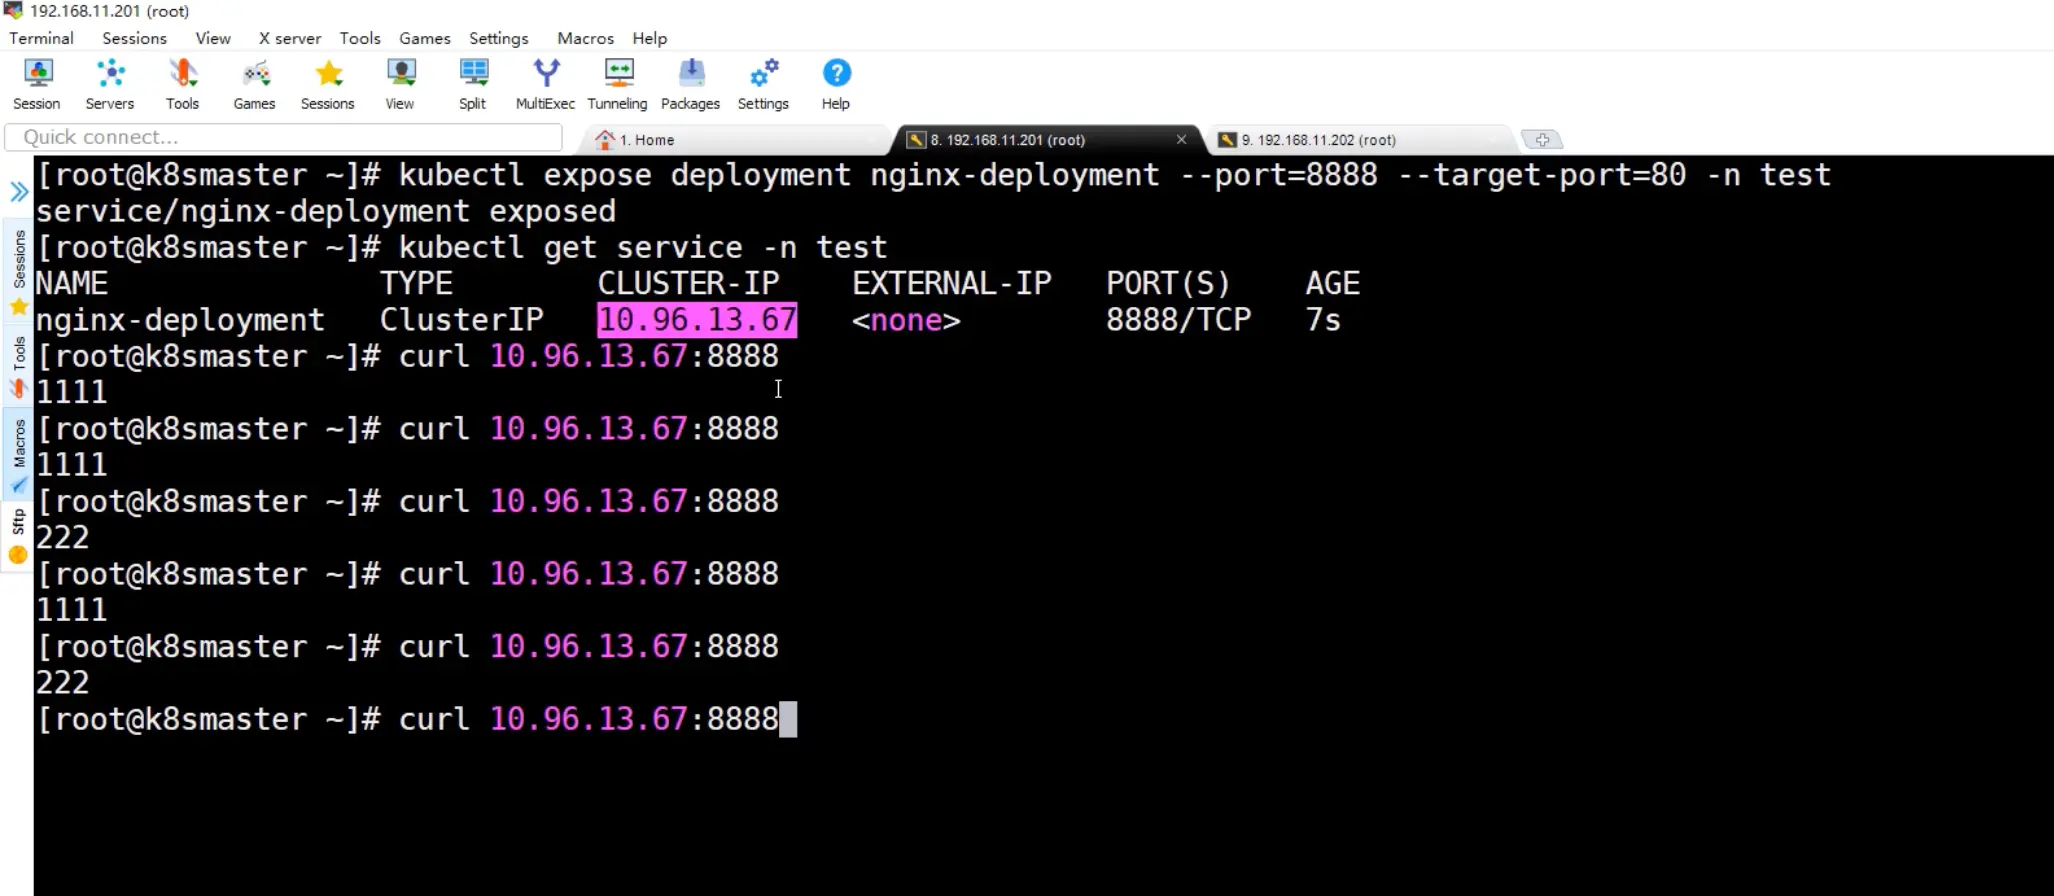 192.168.11.201 (root)
Terminal Sessions View X server Tools Games Settings Macros Help
Session Servers Tools Games Sessions View Split MultiExec Tunneling Packages Settings Help
Quick connect... 1. Home 8. 192.168.11.201 (root) 9. 192.168.11.202 (root)
Sessions
Tools
Macros
Sftp
[root@k8smaster ~]# kubectl expose deployment nginx-deployment --port=8888 --target-port=80 -n test
service/nginx-deployment exposed
[root@k8smaster ~]# kubectl get service -n test
NAME TYPE CLUSTER-IP EXTERNAL-IP PORT(S) AGE
nginx-deployment ClusterIP 10.96.13.67 <none> 8888/TCP 7s
[root@k8smaster ~]# curl 10.96.13.67:8888
1111
[root@k8smaster ~]# curl 10.96.13.67:8888
1111
[root@k8smaster ~]# curl 10.96.13.67:8888
222
[root@k8smaster ~]# curl 10.96.13.67:8888
1111
[root@k8smaster ~]# curl 10.96.13.67:8888
222
[root@k8smaster ~]# curl 10.96.13.67:8888